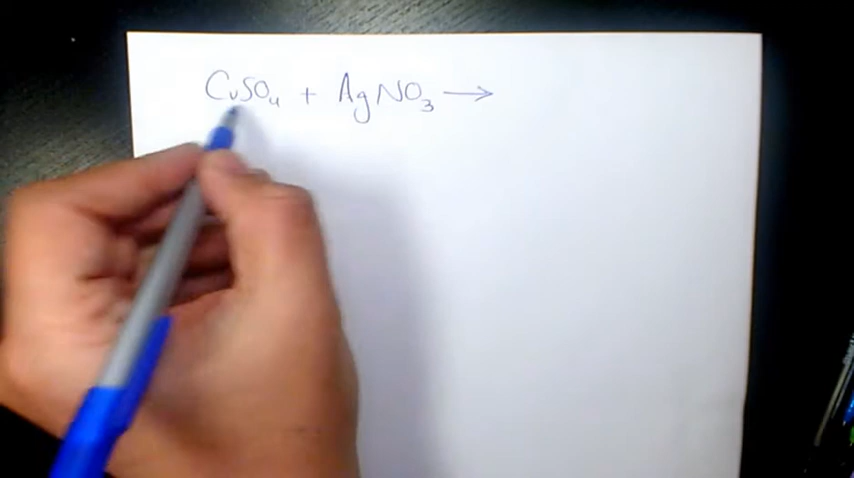 CuSO₄ + AgNO₃ →